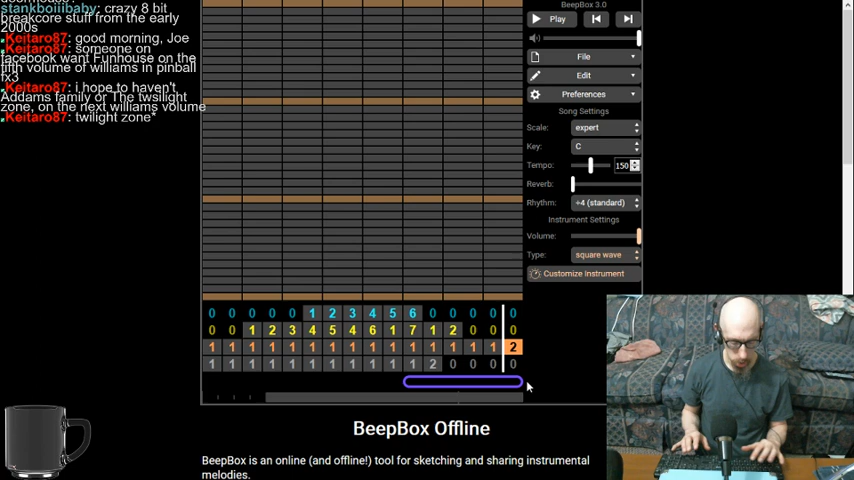 stankboiiibaby: crazy 8 bit
breakcore stuff from the early
2000s
Keitaro87: good morning, Joe
Keitaro87: someone on
facebook want Funhouse on the
fifth volume of williams in pinball
fx3
Keitaro87: i hope to haven't
Addams family or The twsilight
zone, on the next williams volume
Keitaro87: twilight zone*
BeepBox 3.0
Play
File
Edit
Preferences
Song Settings
Scale: expert
Key: C
Tempo: 150
Reverb:
Rhythm: ÷4 (standard)
Instrument Settings
Volume:
Type: square wave
Customize Instrument
0 0 0 0 0 1 2 3 4 5 6 0 0 0 0 0
0 0 1 2 3 4 5 4 6 1 7 1 2 0 0 0
1 1 1 1 1 1 1 1 1 1 1 1 1 1 1 2
1 1 1 1 1 1 1 1 1 1 1 2 0 0 0 0
BeepBox Offline
BeepBox is an online (and offline!) tool for sketching and sharing instrumental
melodies.